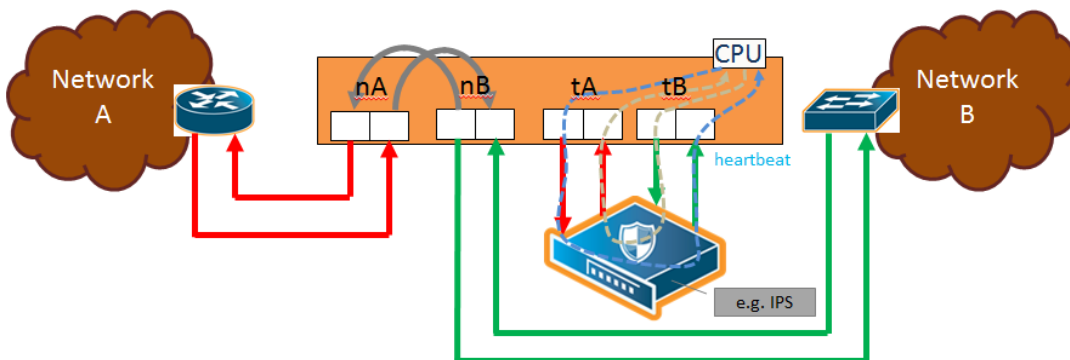 CPU
Network
A
nA
nB
tA
tB
Network
B
heartbeat
e.g. IPS